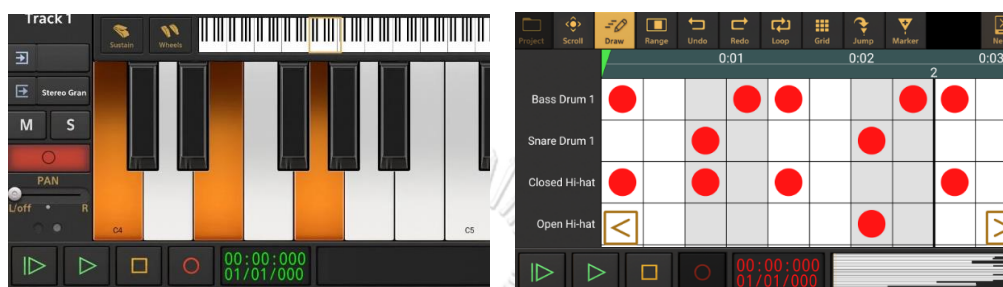 Track 1
Sustain
Wheels
Stereo Gran
M S
PAN
L/off R
C4
C5
00:00:000
01/01/000
Project Scroll Draw Range Undo Redo Loop Grid Jump Marker Ne
0:01 0:02 0:03
2
Bass Drum 1
Snare Drum 1
Closed Hi-hat
Open Hi-hat
00:00:000
01/01/000